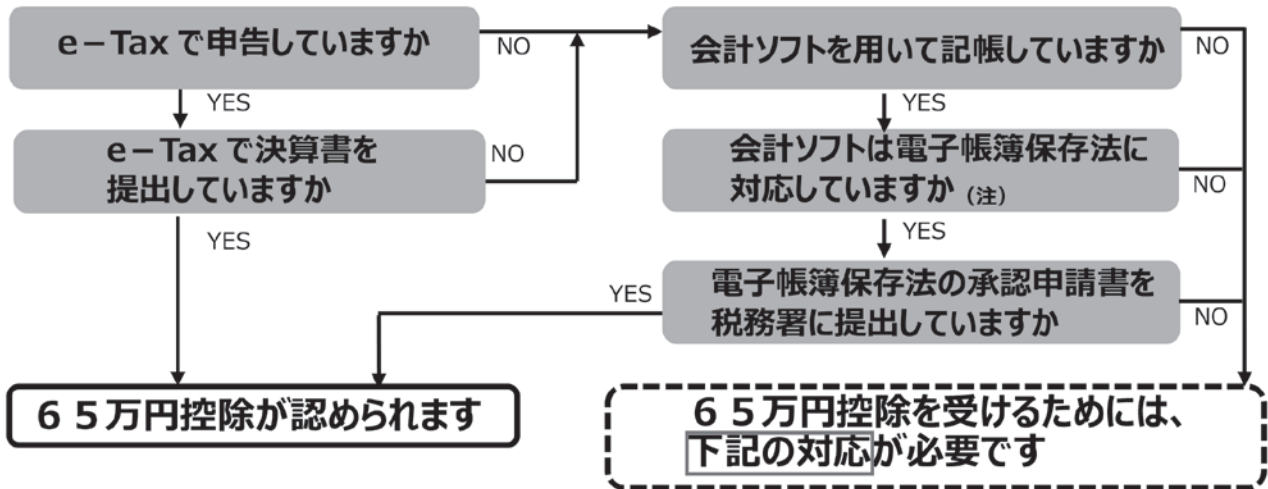 e－Tax で申告していますか
NO
YES
e－Tax で決算書を
提出していますか
NO
YES
会計ソフトを用いて記帳していますか
NO
YES
会計ソフトは電子帳簿保存法に
対応していますか（注）
NO
YES
電子帳簿保存法の承認申請書を
税務署に提出していますか
YES
NO
６５万円控除が認められます
６５万円控除を受けるためには、
下記の対応が必要です